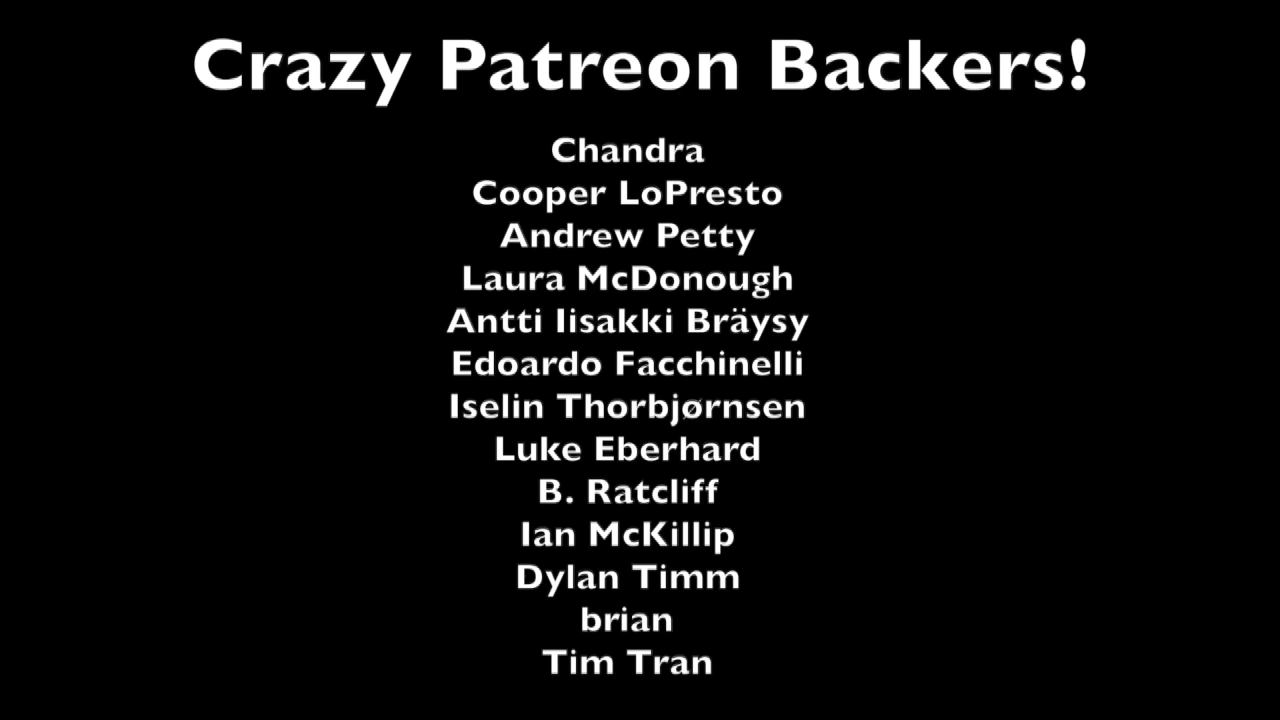 Crazy Patreon Backers!
Chandra
Cooper LoPresto
Andrew Petty
Laura McDonough
Antti Iisakki Bräysy
Edoardo Facchinelli
Iselin Thorbjørnsen
Luke Eberhard
B. Ratcliff
Ian McKillip
Dylan Timm
brian
Tim Tran